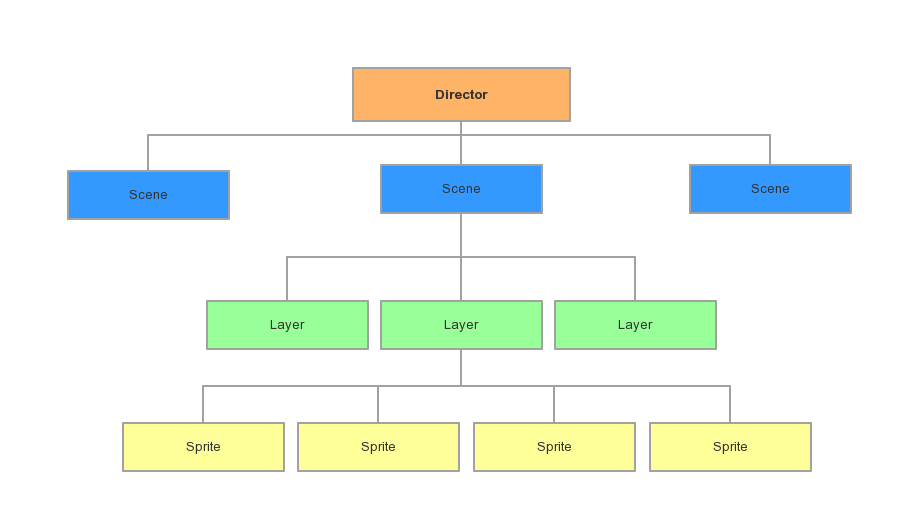 Director
Scene
Scene
Scene
Layer
Layer
Layer
Sprite
Sprite
Sprite
Sprite